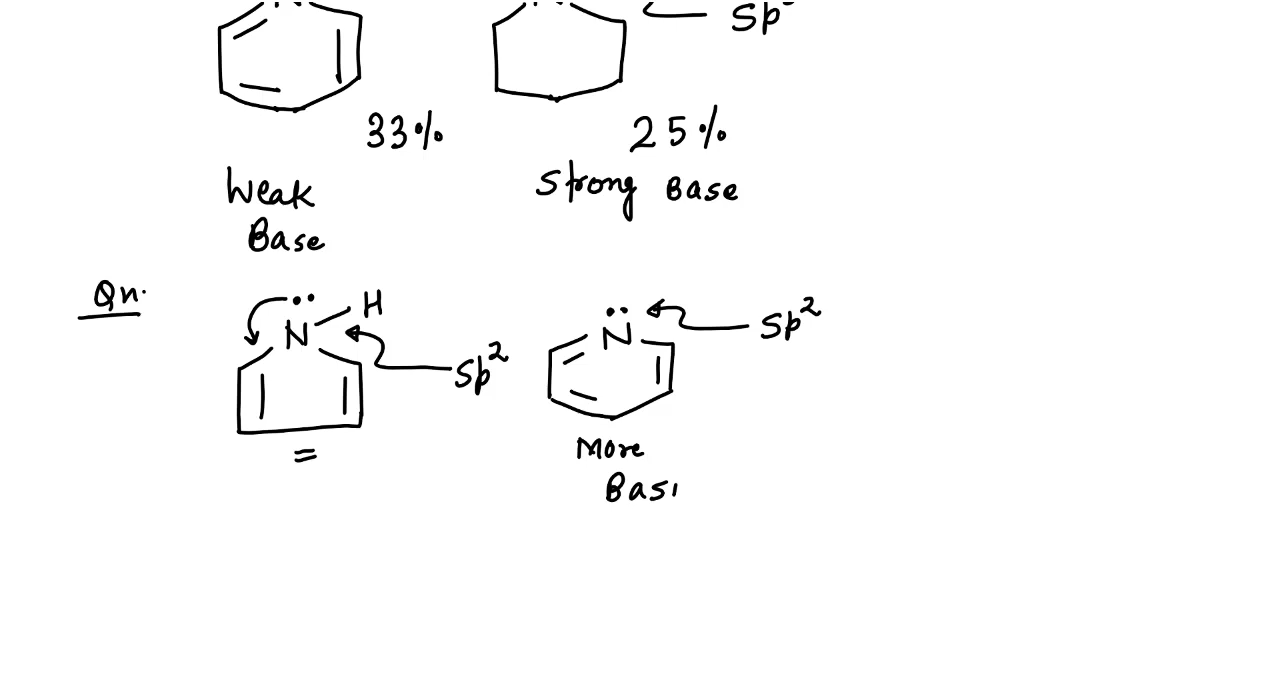 N N Sp
33% 25%
Weak Strong Base
Base
Qn.
N H N Sp²
Sp²
=
More
Basi